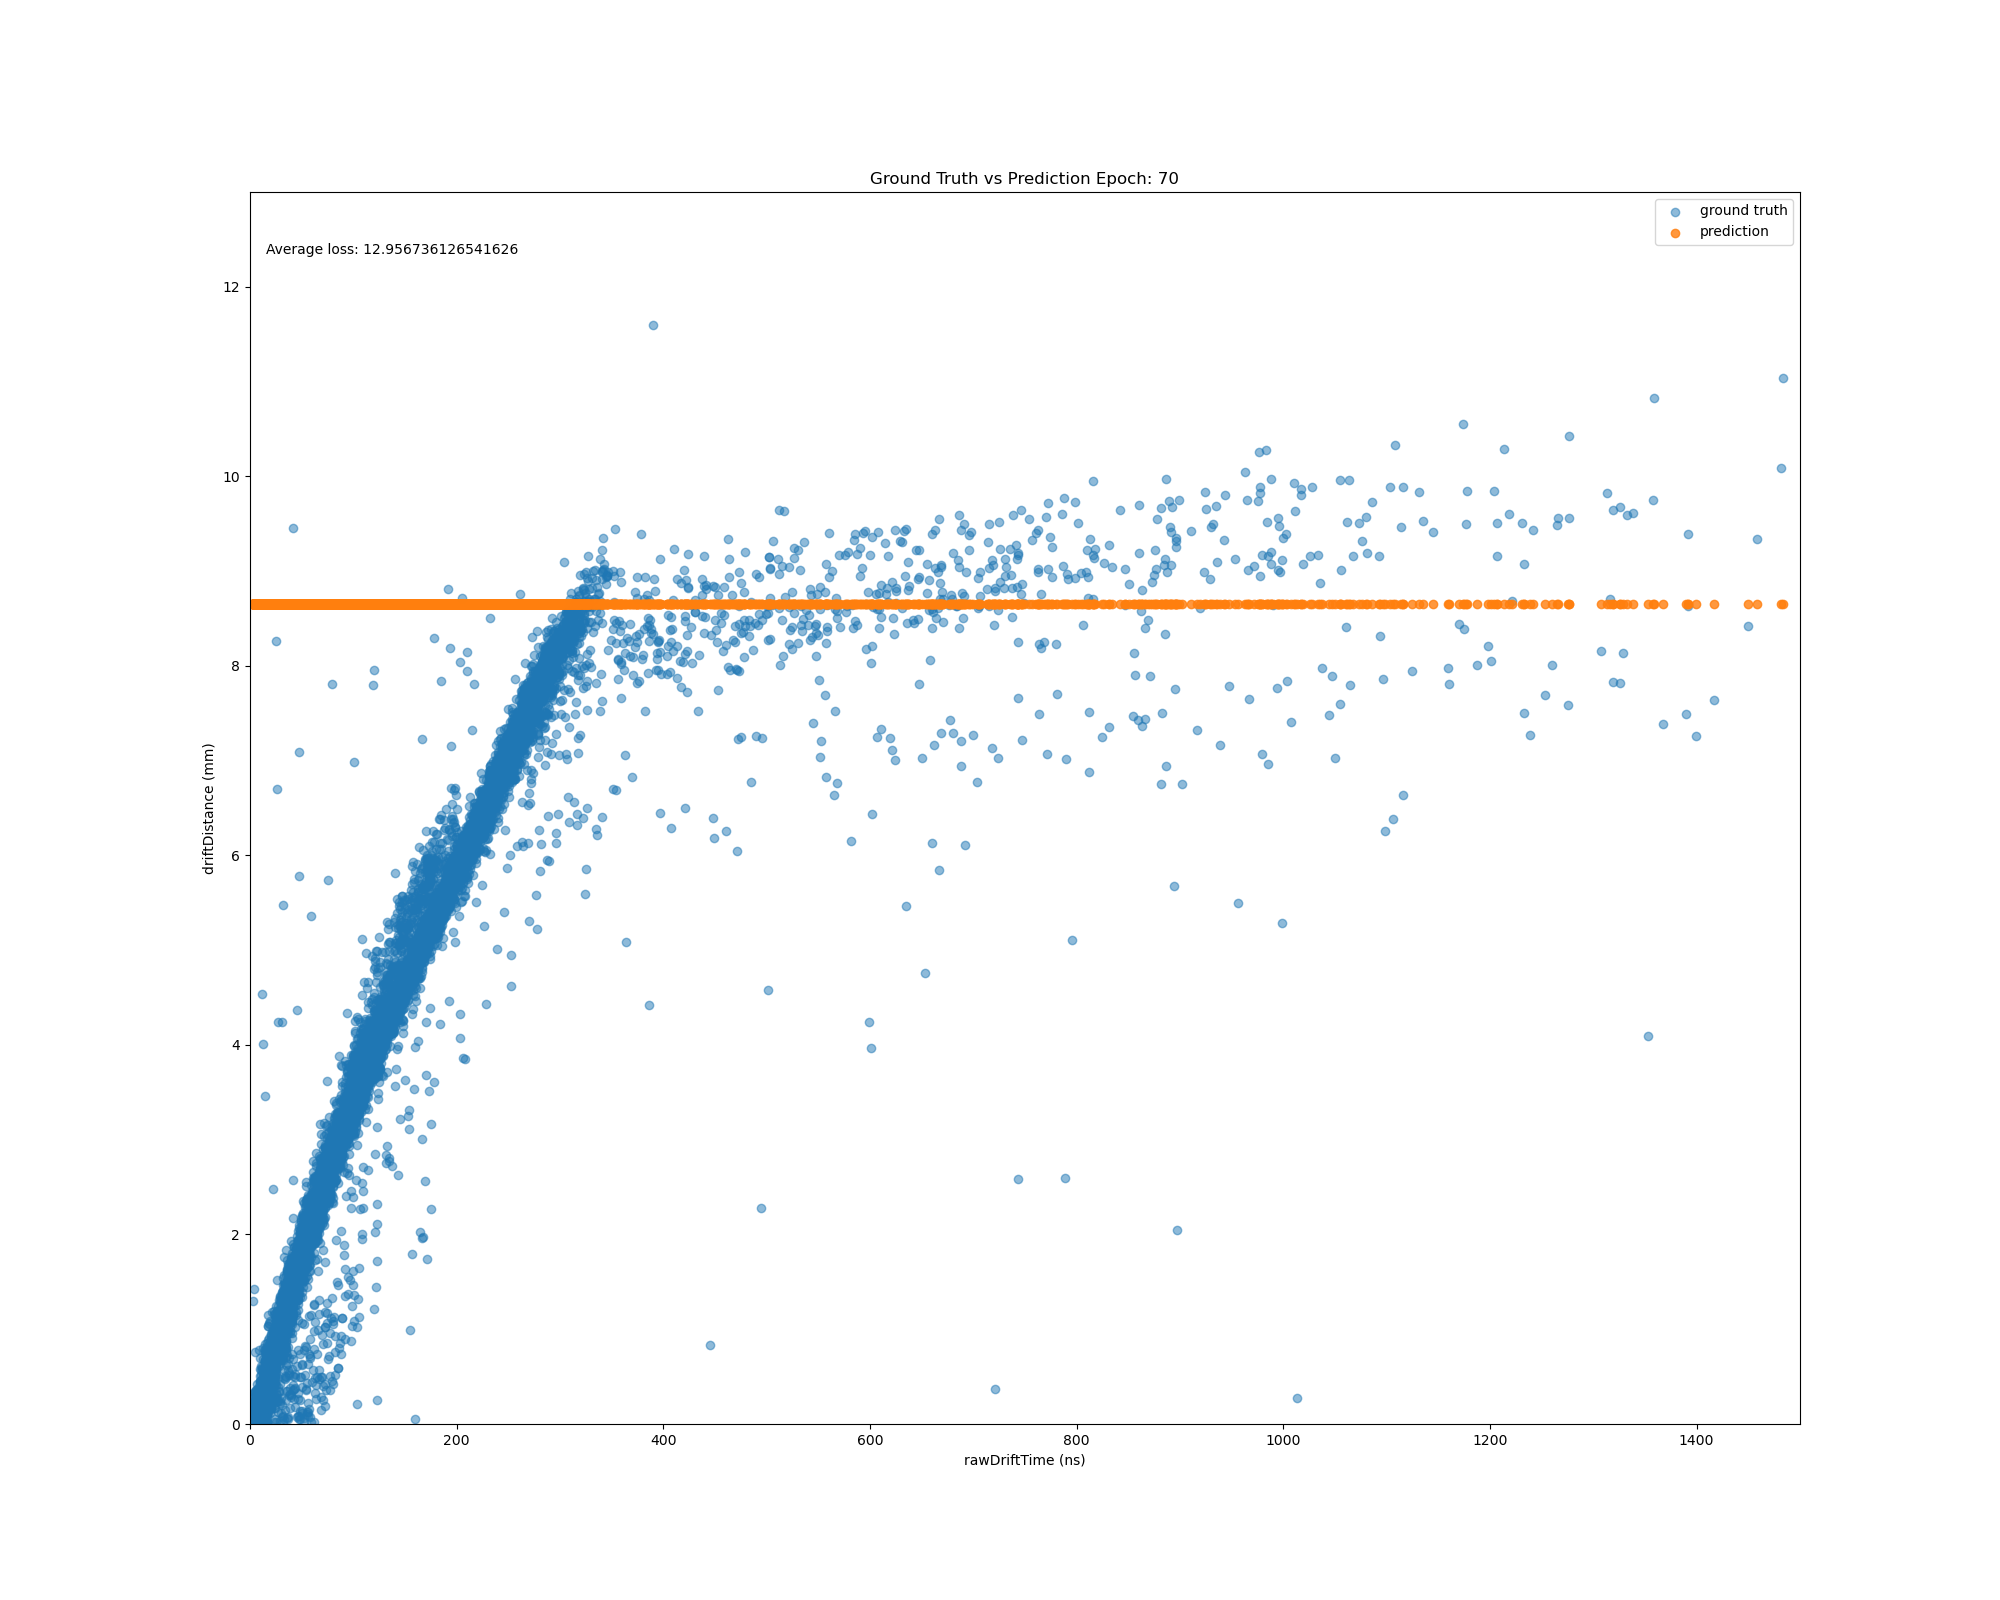 Ground Truth vs Prediction Epoch: 70
ground truth
prediction
Average loss: 12.956736126541626
12
10
8
6
4
2
0
driftDistance (mm)
0 200 400 600 800 1000 1200 1400
rawDriftTime (ns)